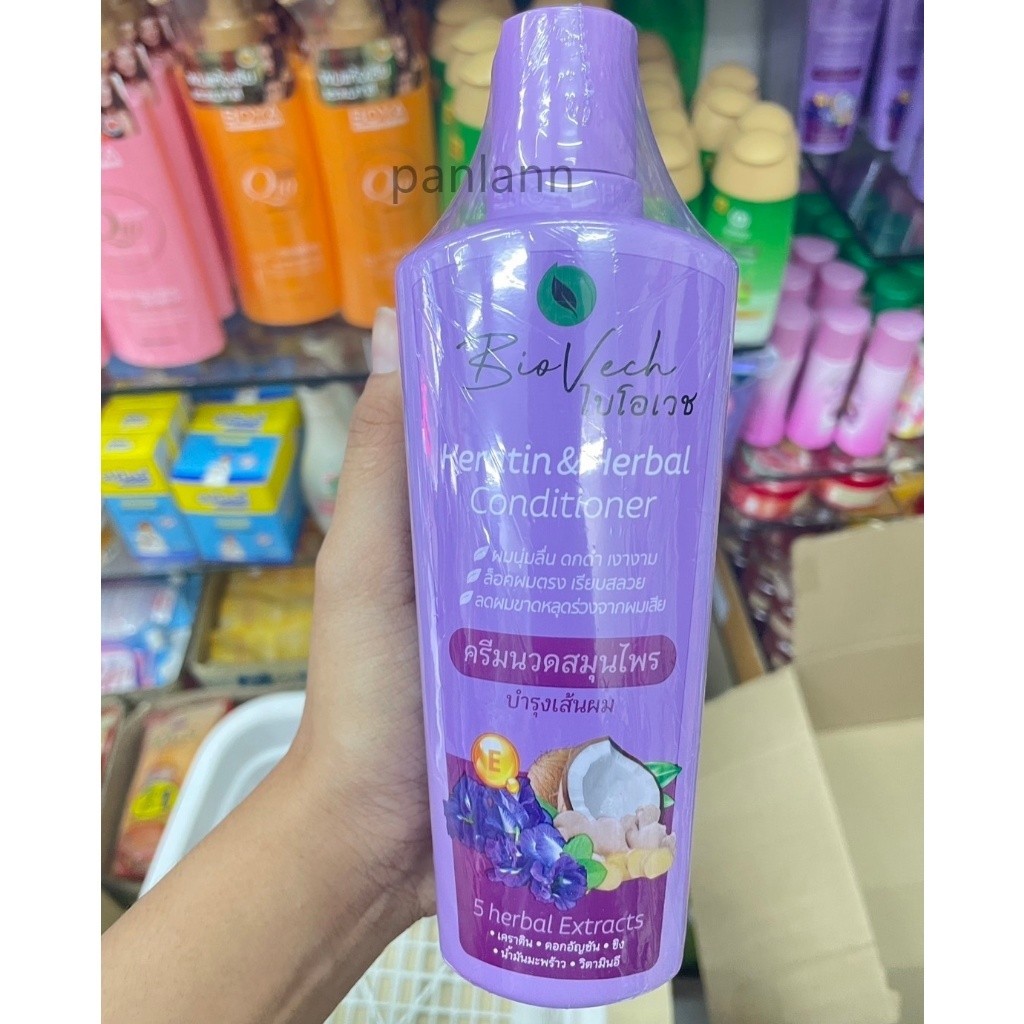 panlann
BioVech
ไบโอเวช
Keratin & Herbal
Conditioner
ผมนุ่มลื่น ดกดำ เงางาม
ล็อคผมตรง เรียบสลวย
ลดผมขาดหลุดร่วงจากผมเสีย
ครีมนวดสมุนไพร
บำรุงเส้นผม
E
5 herbal Extracts
• เคราติน • ดอกอัญชัน • ขิง
• น้ำมันมะพร้าว • วิตามินอี